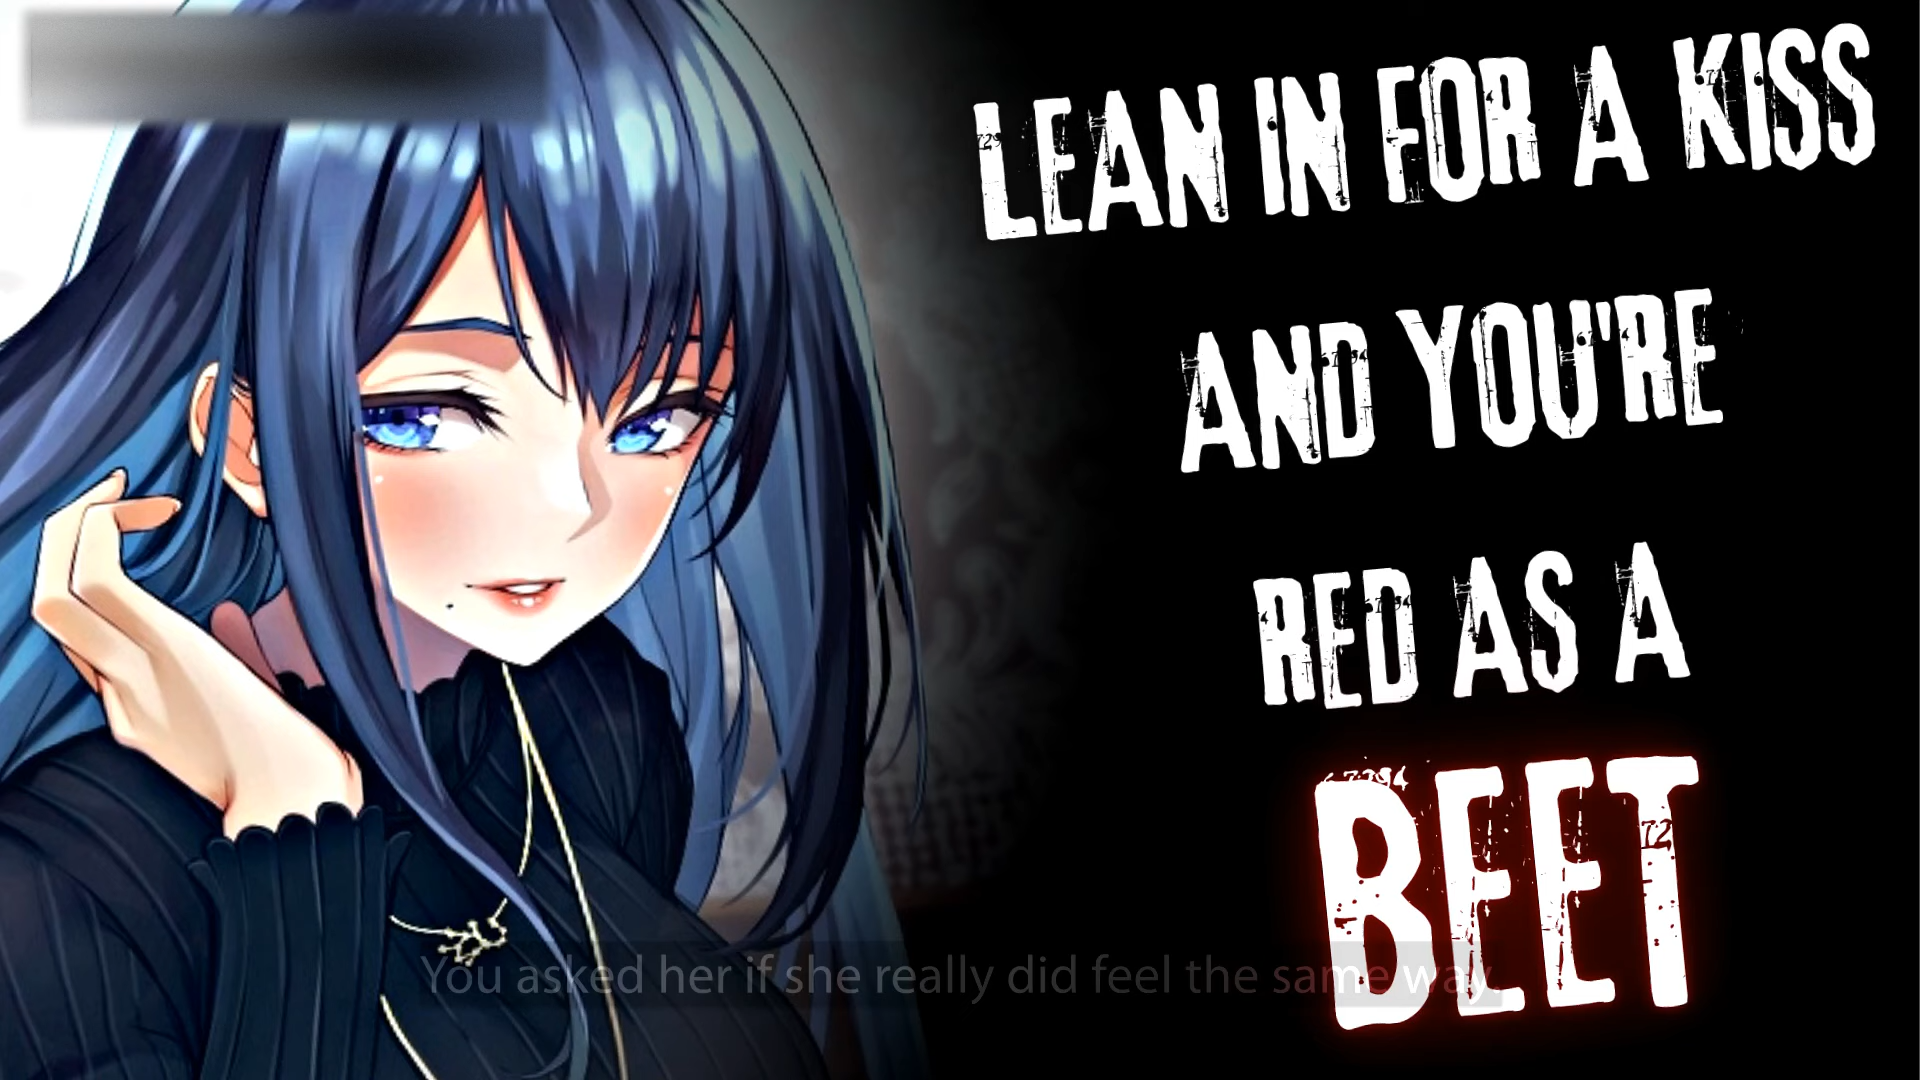 LEAN IN FOR A KISS
AND YOU'RE
RED AS A
BEET
You asked her if she really did feel the same way.